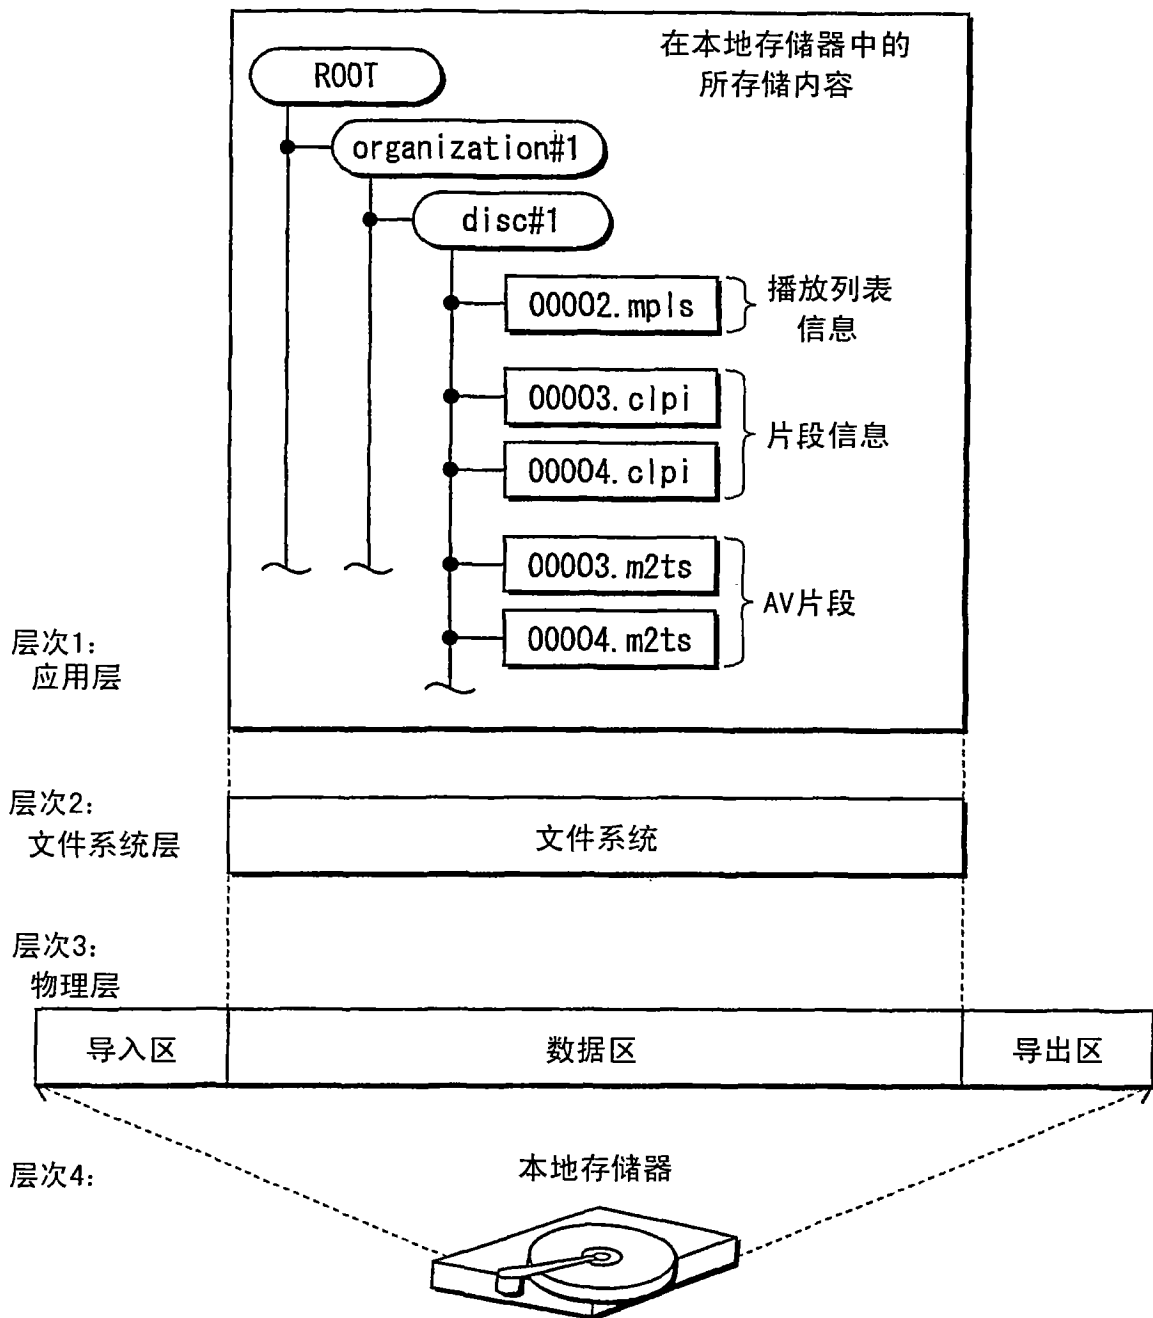 在本地存储器中的
所存储内容
ROOT
organization#1
disc#1
00002.mpls
播放列表
信息
00003.clpi
片段信息
00004.clpi
00003.m2ts
AV片段
00004.m2ts
层次1:
应用层
层次2:
文件系统层
文件系统
层次3:
物理层
导入区
数据区
导出区
层次4:
本地存储器